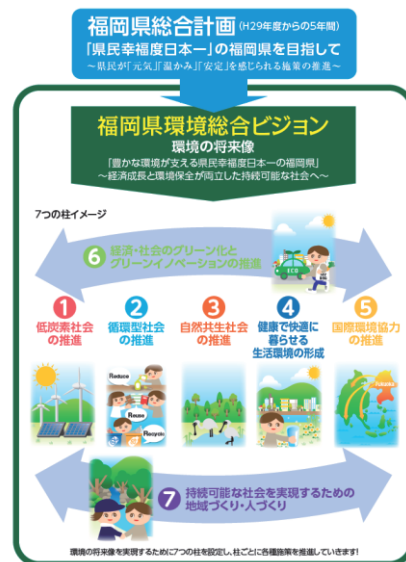 福岡県総合計画(H29年度からの5年間)
「県民幸福度日本一」の福岡県を目指して
~県民が「元気」「温かみ」「安定」を感じられる施策の推進~
福岡県環境総合ビジョン
環境の将来像
「豊かな環境が支える県民幸福度日本一の福岡県」
~経済成長と環境保全が両立した持続可能な社会へ~
7つの柱イメージ
6 経済・社会のグリーン化と
グリーンイノベーションの推進
ECO
1
低炭素社会
の推進
2
循環型社会
の推進
3
自然共生社会
の推進
4
健康で快適に
暮らせる
生活環境の形成
5
国際環境協力
の推進
Reduce
Reuse
Recycle
Fukuoka
7 持続可能な社会を実現するための
地域づくり・人づくり
環境の将来像を実現するために7つの柱を設定し、柱ごとに各種施策を推進していきます!